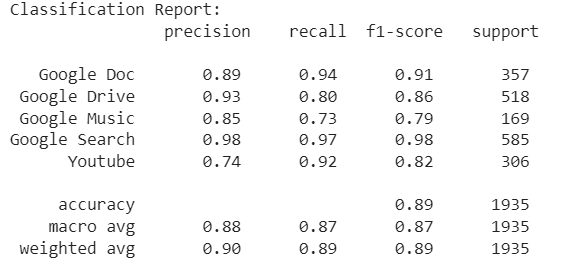 Classification Report:
precision recall f1-score support
Google Doc 0.89 0.94 0.91 357
Google Drive 0.93 0.80 0.86 518
Google Music 0.85 0.73 0.79 169
Google Search 0.98 0.97 0.98 585
Youtube 0.74 0.92 0.82 306
accuracy 0.89 1935
macro avg 0.88 0.87 0.87 1935
weighted avg 0.90 0.89 0.89 1935